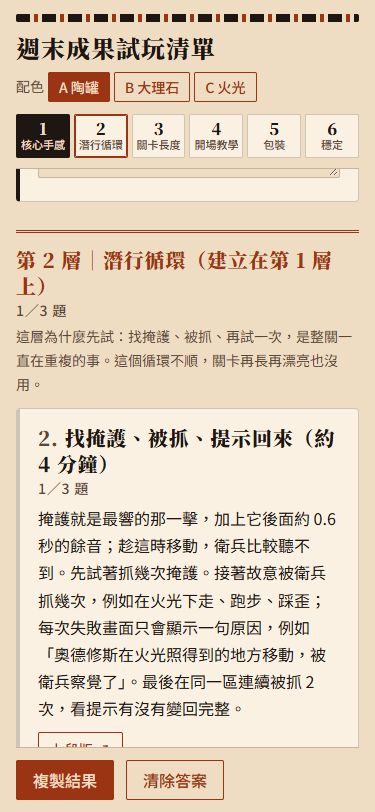 週末成果試玩清單
配色 A 陶罐 B 大理石 C 火光
1 2 3 4 5 6
核心手感 潛行循環 關卡長度 開場教學 包裝 穩定
第 2 層｜潛行循環（建立在第 1 層
上）
1／3 題
這層為什麼先試：找掩護、被抓、再試一次，是整關一
直在重複的事。這個循環不順，關卡再長再漂亮也沒
用。
2. 找掩護、被抓、提示回來（約
4 分鐘）
1／3 題
掩護就是最響的那一擊，加上它後面約 0.6
秒的餘音；趁這時移動，衛兵比較聽不
到。先試著抓幾次掩護。接著故意被衛兵
抓幾次，例如在火光下走、跑步、踩歪；
每次失敗畫面只會顯示一句原因，例如
「奧德修斯在火光照得到的地方移動，被
衛兵察覺了」。最後在同一區連續被抓 2
次，看提示有沒有變回完整。
複製結果 清除答案